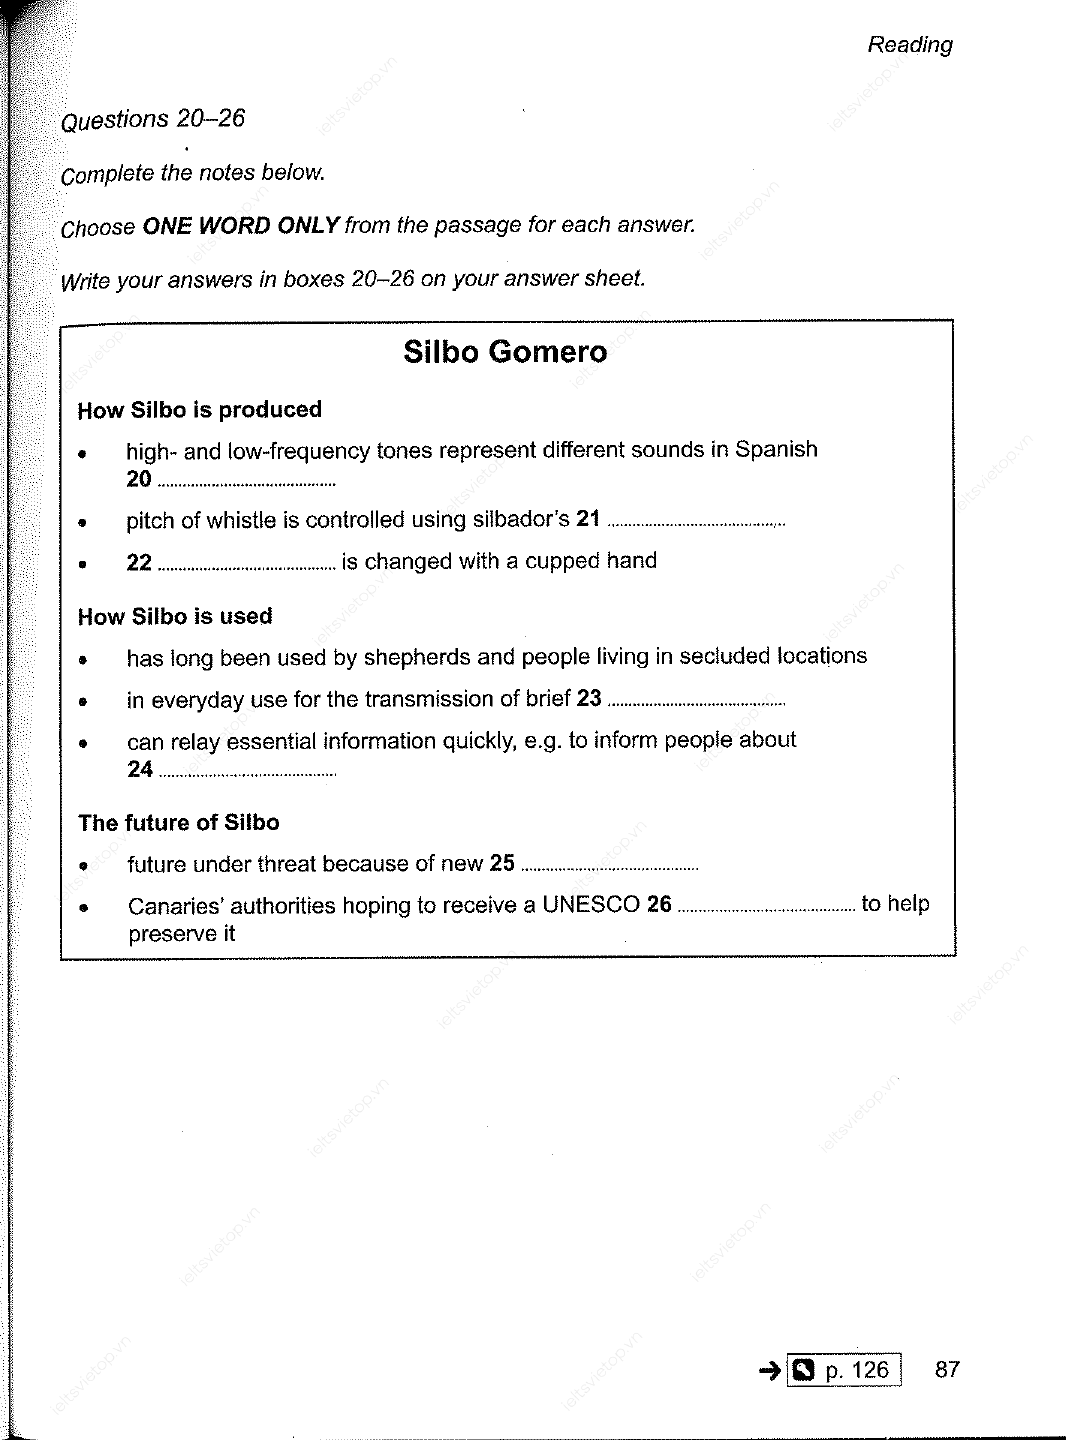 Reading
Questions 20–26
Complete the notes below.
Choose ONE WORD ONLY from the passage for each answer.
Write your answers in boxes 20–26 on your answer sheet.
Silbo Gomero
How Silbo is produced
• high- and low-frequency tones represent different sounds in Spanish
20 ........................................
• pitch of whistle is controlled using silbador's 21 ........................................
• 22 ........................................ is changed with a cupped hand
How Silbo is used
• has long been used by shepherds and people living in secluded locations
• in everyday use for the transmission of brief 23 ........................................
• can relay essential information quickly, e.g. to inform people about
24 ........................................
The future of Silbo
• future under threat because of new 25 ........................................
• Canaries' authorities hoping to receive a UNESCO 26 ........................................ to help
preserve it
➔ p. 126 87
ieltsvietop.vn